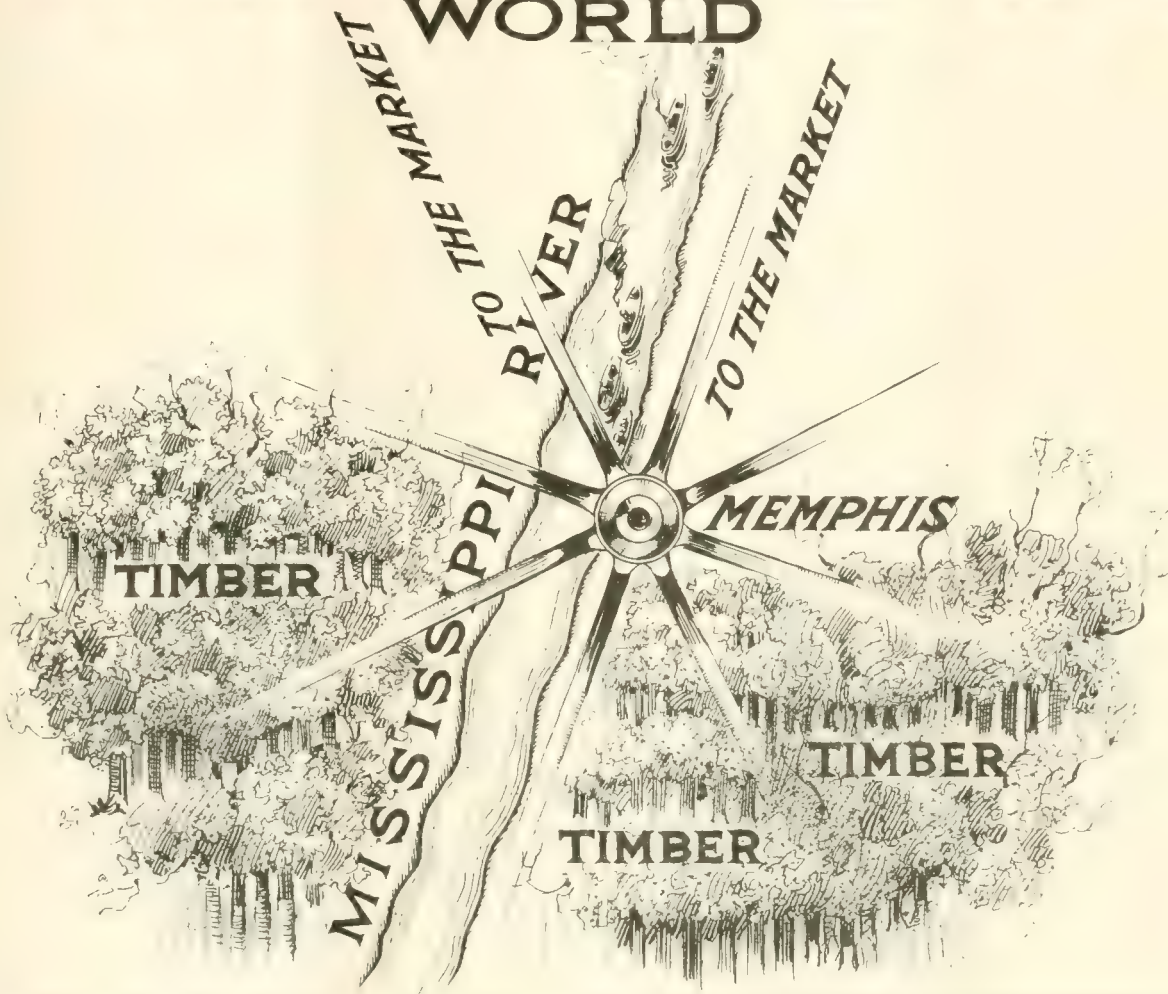 WORLD
TO THE MARKET
TO THE MARKET
MISSISSIPPI RIVER
MEMPHIS
TIMBER
TIMBER
TIMBER